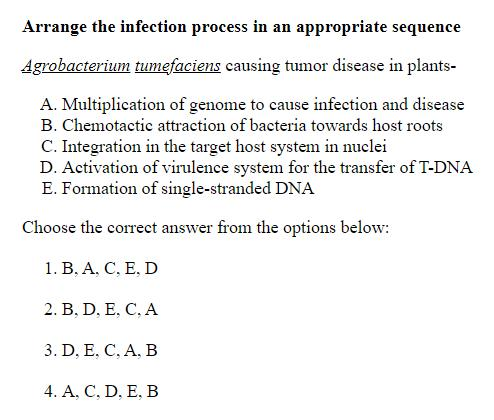 Arrange the infection process in an appropriate sequence
Agrobacterium tumefaciens causing tumor disease in plants-
A. Multiplication of genome to cause infection and disease
B. Chemotactic attraction of bacteria towards host roots
C. Integration in the target host system in nuclei
D. Activation of virulence system for the transfer of T-DNA
E. Formation of single-stranded DNA
Choose the correct answer from the options below:
1. B, A, C, E, D
2. B, D, E, C, A
3. D, E, C, A, B
4. A, C, D, E, B